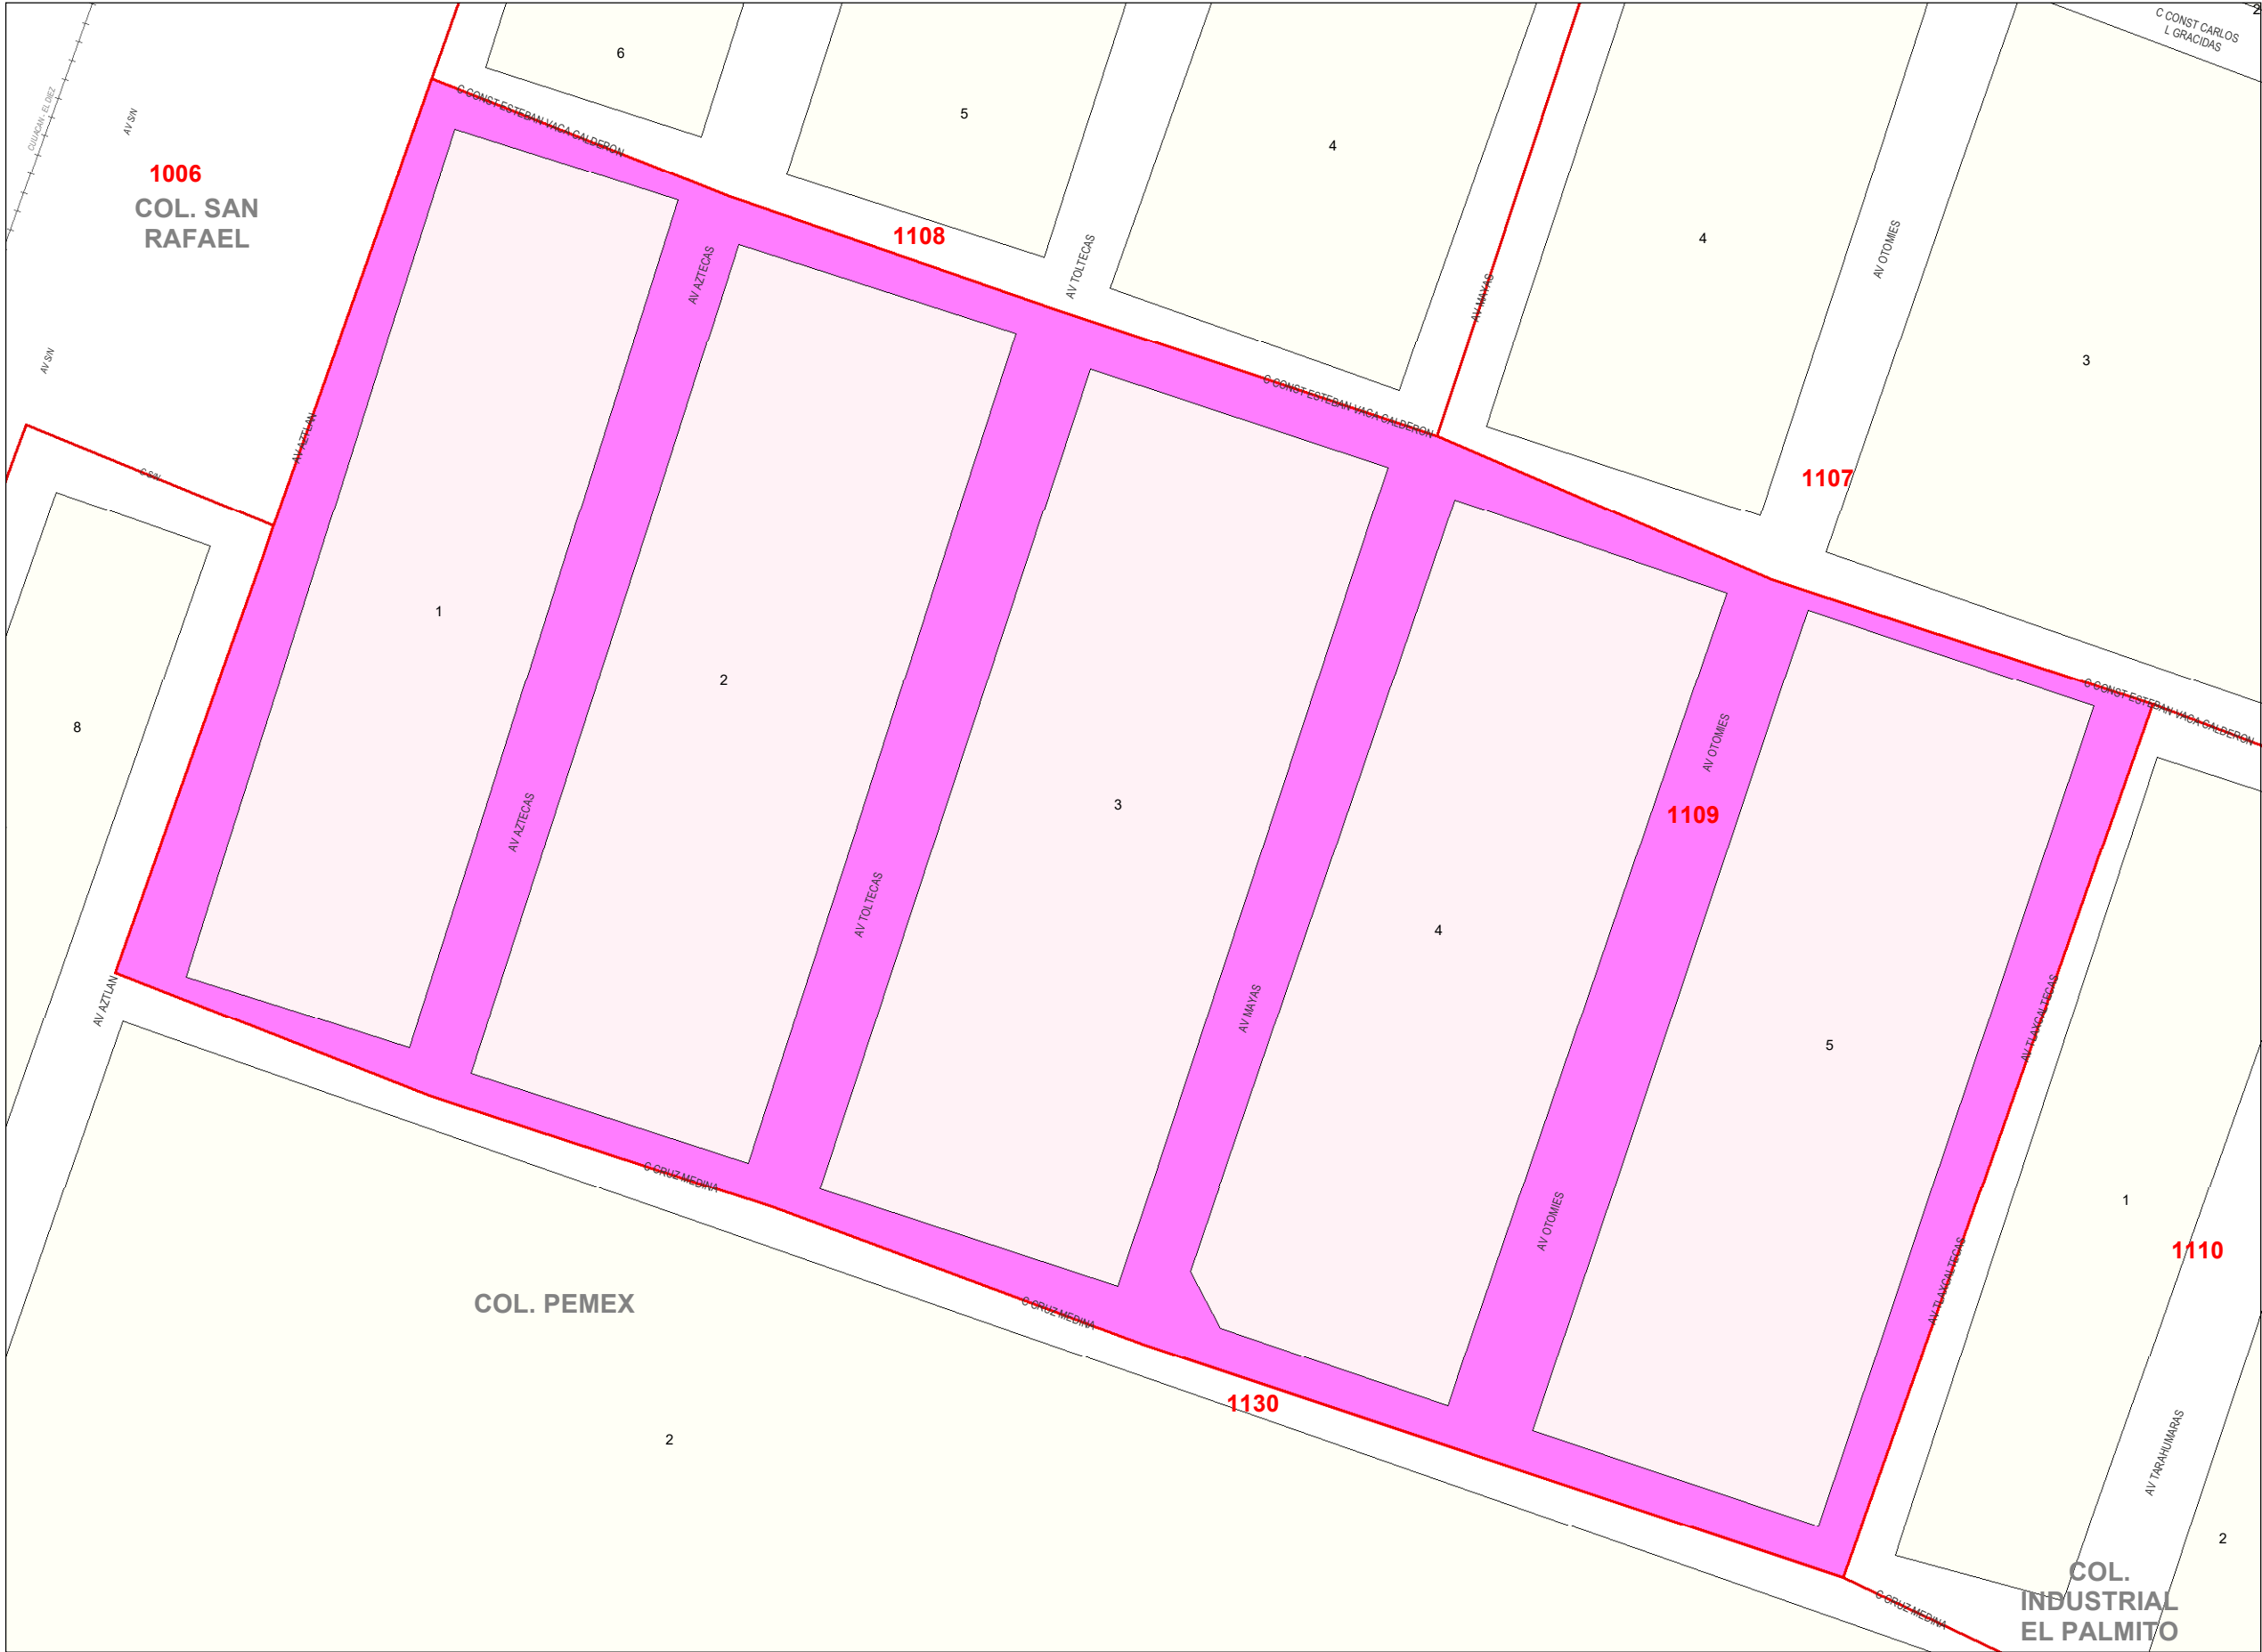 2
C CONST CARLOS
L GRACIDAS
6
C CONST ESTEBAN VACA CALDERON
5
4
CULIACAN - EL DIEZ
AV S/N
1006
COL. SAN
RAFAEL
1108
AV AZTECAS
AV TOLTECAS
AV MAYAS
4
AV OTOMIES
3
AV S/N
AV AZTLAN
C S/N
C CONST ESTEBAN VACA CALDERON
1107
1
2
8
C CONST ESTEBAN VACA CALDERON
AV OTOMIES
1109
AV AZTECAS
3
AV TOLTECAS
4
AV AZTLAN
AV MAYAS
5
AV TLAXCALTECAS
C CRUZ MEDINA
AV OTOMIES
1
1110
AV TLAXCALTECAS
COL. PEMEX
C CRUZ MEDINA
1130
2
AV TARAHUMARAS
2
COL.
INDUSTRIAL
EL PALMITO
C CRUZ MEDINA